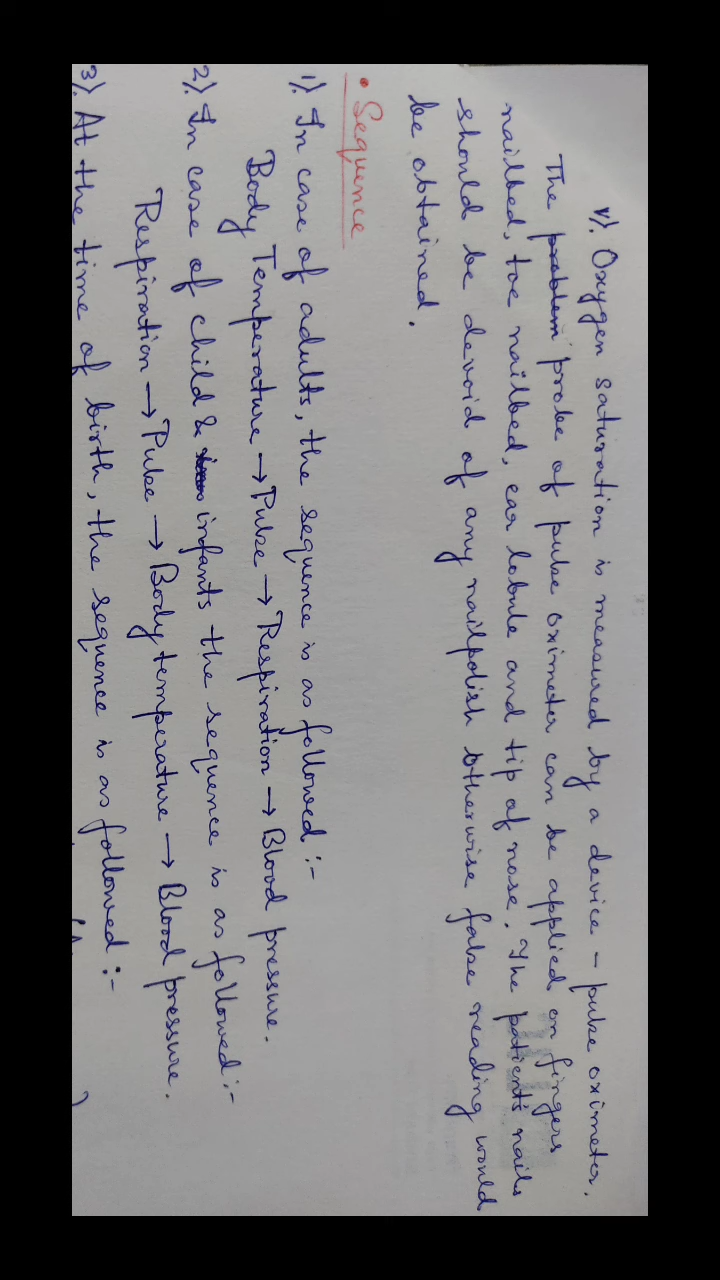 v). Oxygen saturation is measured by a device - pulse oximeter.
The problem probe of pulse oximeter can be applied on fingers
nailbed, toe nailbed, ear lobule and tip of nose. The patient's nails
should be devoid of any nailpolish otherwise false reading would
be obtained.
• Sequence
1). In case of adults, the sequence is as followed :-
Body Temperature → Pulse → Respiration → Blood pressure.
2). In case of child & infants the sequence is as followed :-
Respiration → Pulse → Body temperature → Blood pressure.
3). At the time of birth, the sequence is as followed :-